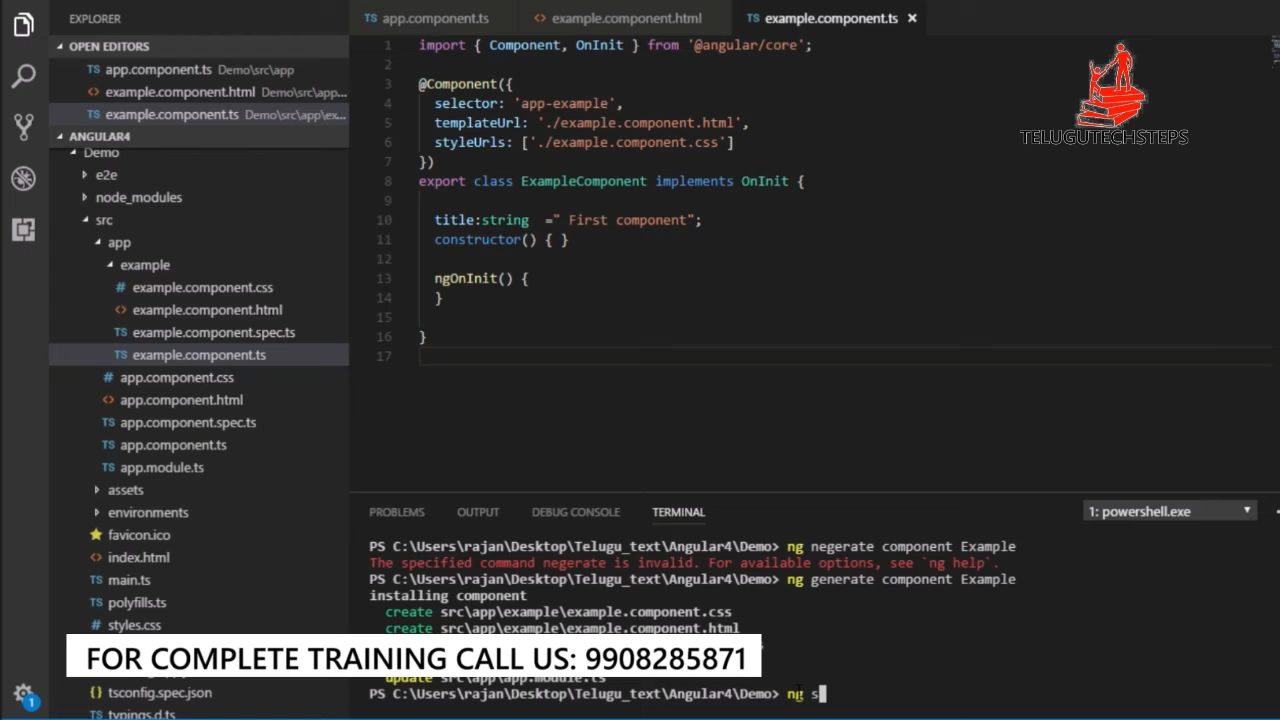 EXPLORER
OPEN EDITORS
TS app.component.ts Demo\src\app
<> example.component.html Demo\src\app...
TS example.component.ts Demo\src\app\ex...
ANGULAR4
Demo
e2e
node_modules
src
app
example
# example.component.css
<> example.component.html
TS example.component.spec.ts
TS example.component.ts
# app.component.css
<> app.component.html
TS app.component.spec.ts
TS app.component.ts
TS app.module.ts
assets
environments
favicon.ico
<> index.html
TS main.ts
TS polyfills.ts
# styles.css
{} tsconfig.spec.json
TS typings.d.ts
1
TS app.component.ts <> example.component.html TS example.component.ts ×
1 import { Component, OnInit } from '@angular/core';
2
3 @Component({
4 selector: 'app-example',
5 templateUrl: './example.component.html',
6 styleUrls: ['./example.component.css']
7 })
8 export class ExampleComponent implements OnInit {
9
10 title:string =" First component";
11 constructor() { }
12
13 ngOnInit() {
14 }
15
16 }
17
TELUGUTECHSTEPS
PROBLEMS OUTPUT DEBUG CONSOLE TERMINAL 1: powershell.exe
PS C:\Users\rajan\Desktop\Telugu_text\Angular4\Demo> ng negerate component Example
The specified command negerate is invalid. For available options, see `ng help`.
PS C:\Users\rajan\Desktop\Telugu_text\Angular4\Demo> ng generate component Example
installing component
create src\app\example\example.component.css
create src\app\example\example.component.html
update src\app\app.module.ts
PS C:\Users\rajan\Desktop\Telugu_text\Angular4\Demo> ng s
FOR COMPLETE TRAINING CALL US: 9908285871